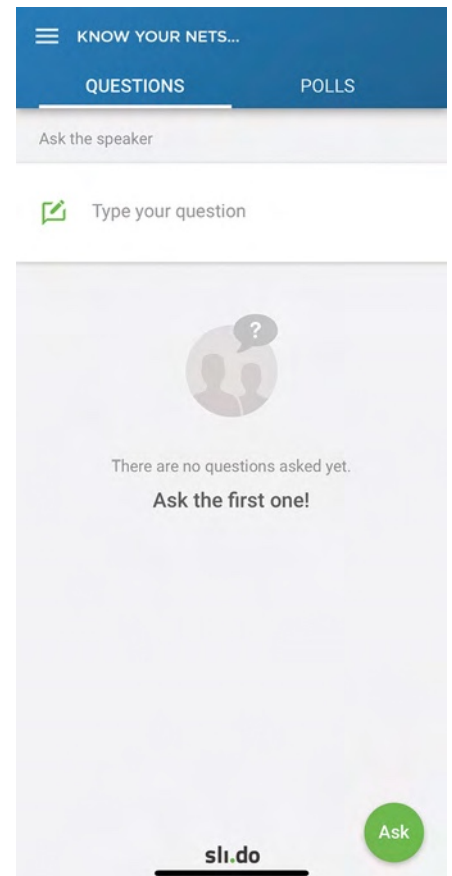 KNOW YOUR NETS...
QUESTIONS POLLS
Ask the speaker
Type your question
?
There are no questions asked yet.
Ask the first one!
Ask
slı.do